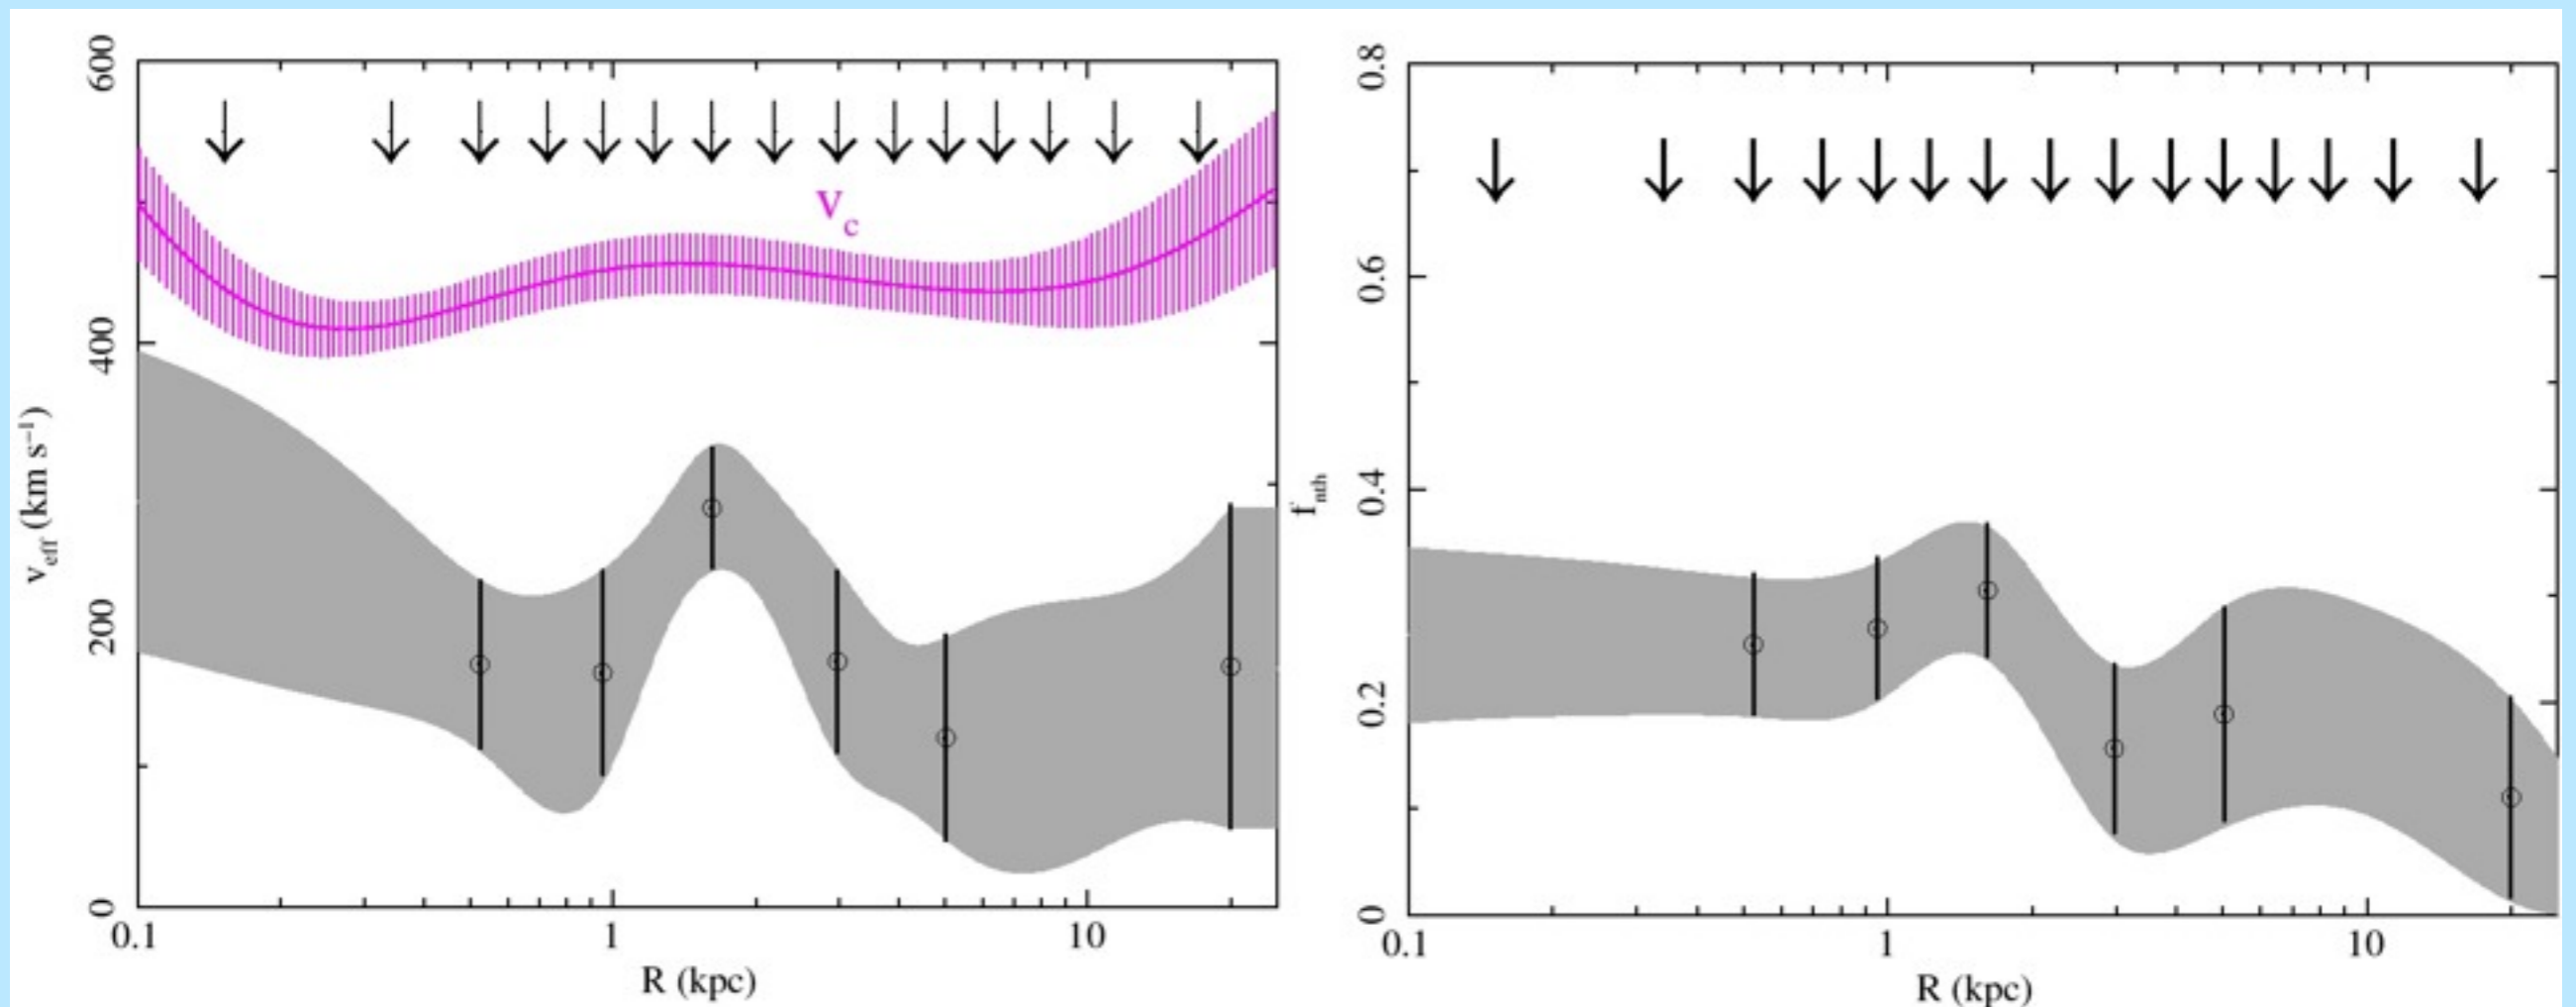 600
400
200
0
v_eff (km s⁻¹)
V_c
0.1 1 10
R (kpc)
0.8
0.6
0.4
0.2
0
f_nth
0.1 1 10
R (kpc)